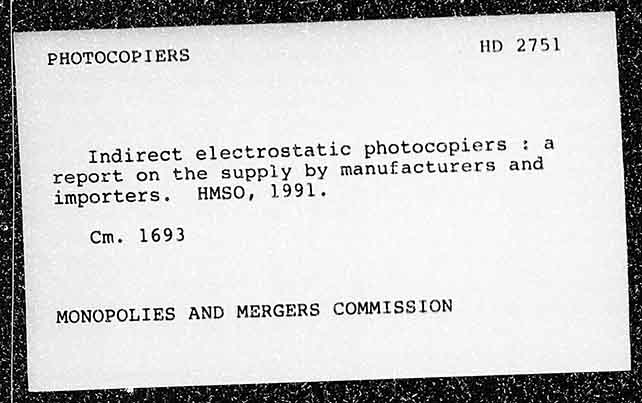 PHOTOCOPIERS HD 2751
Indirect electrostatic photocopiers : a
report on the supply by manufacturers and
importers. HMSO, 1991.
Cm. 1693
MONOPOLIES AND MERGERS COMMISSION